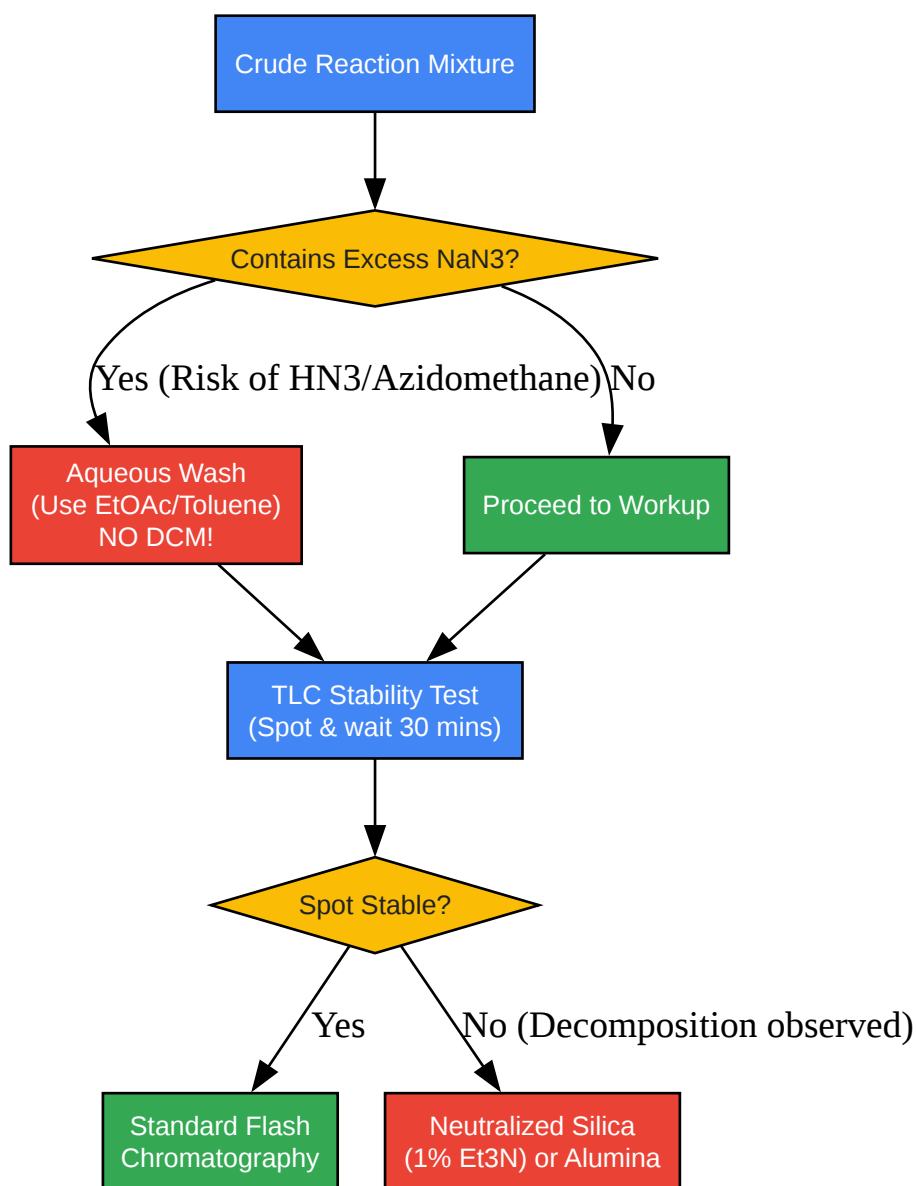 Crude Reaction Mixture
Contains Excess NaN3?
Yes (Risk of HN3/Azidomethane)
No
Aqueous Wash
(Use EtOAc/Toluene)
NO DCM!
Proceed to Workup
TLC Stability Test
(Spot & wait 30 mins)
Spot Stable?
Yes
No (Decomposition observed)
Standard Flash
Chromatography
Neutralized Silica
(1% Et3N) or Alumina